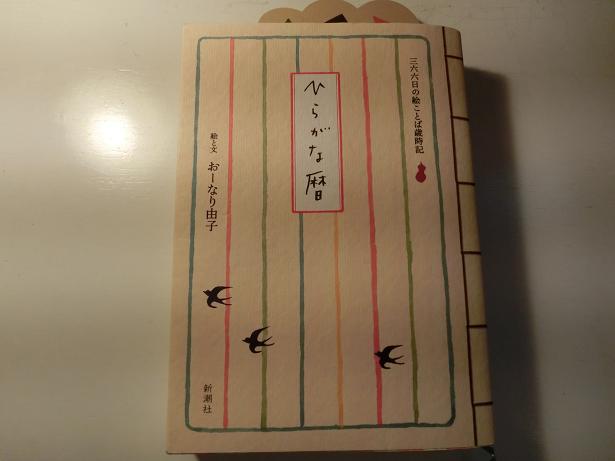 三六六日の絵ことば歳時記
ひらがな暦
絵と文 おーなり由子
新潮社